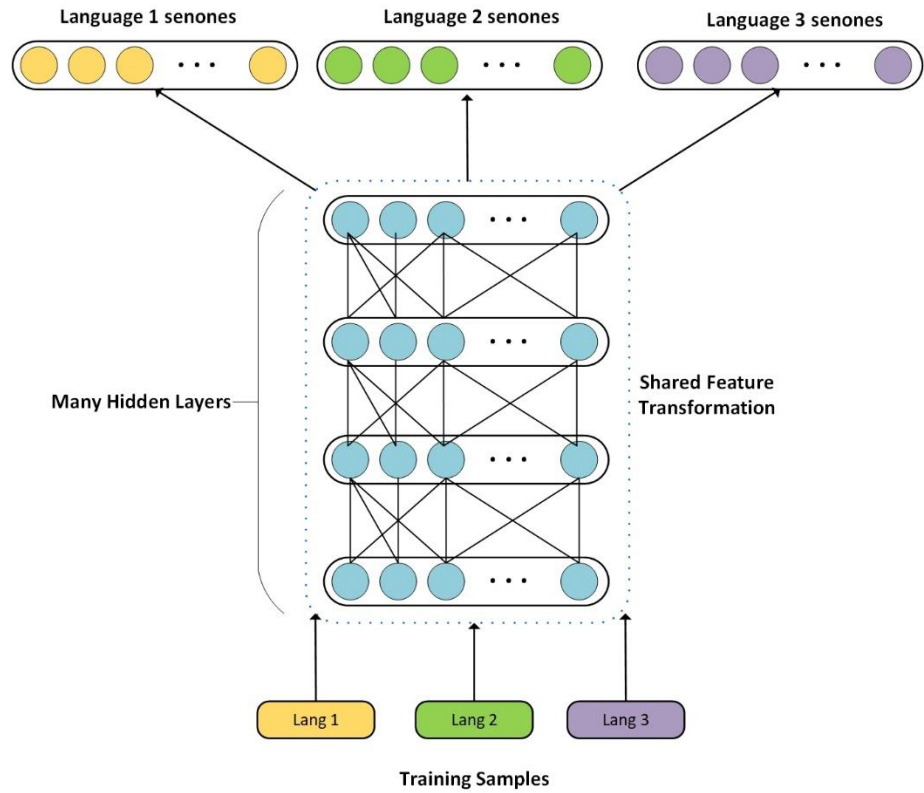 Language 1 senones
Language 2 senones
Language 3 senones
Many Hidden Layers
Shared Feature
Transformation
Lang 1
Lang 2
Lang 3
Training Samples